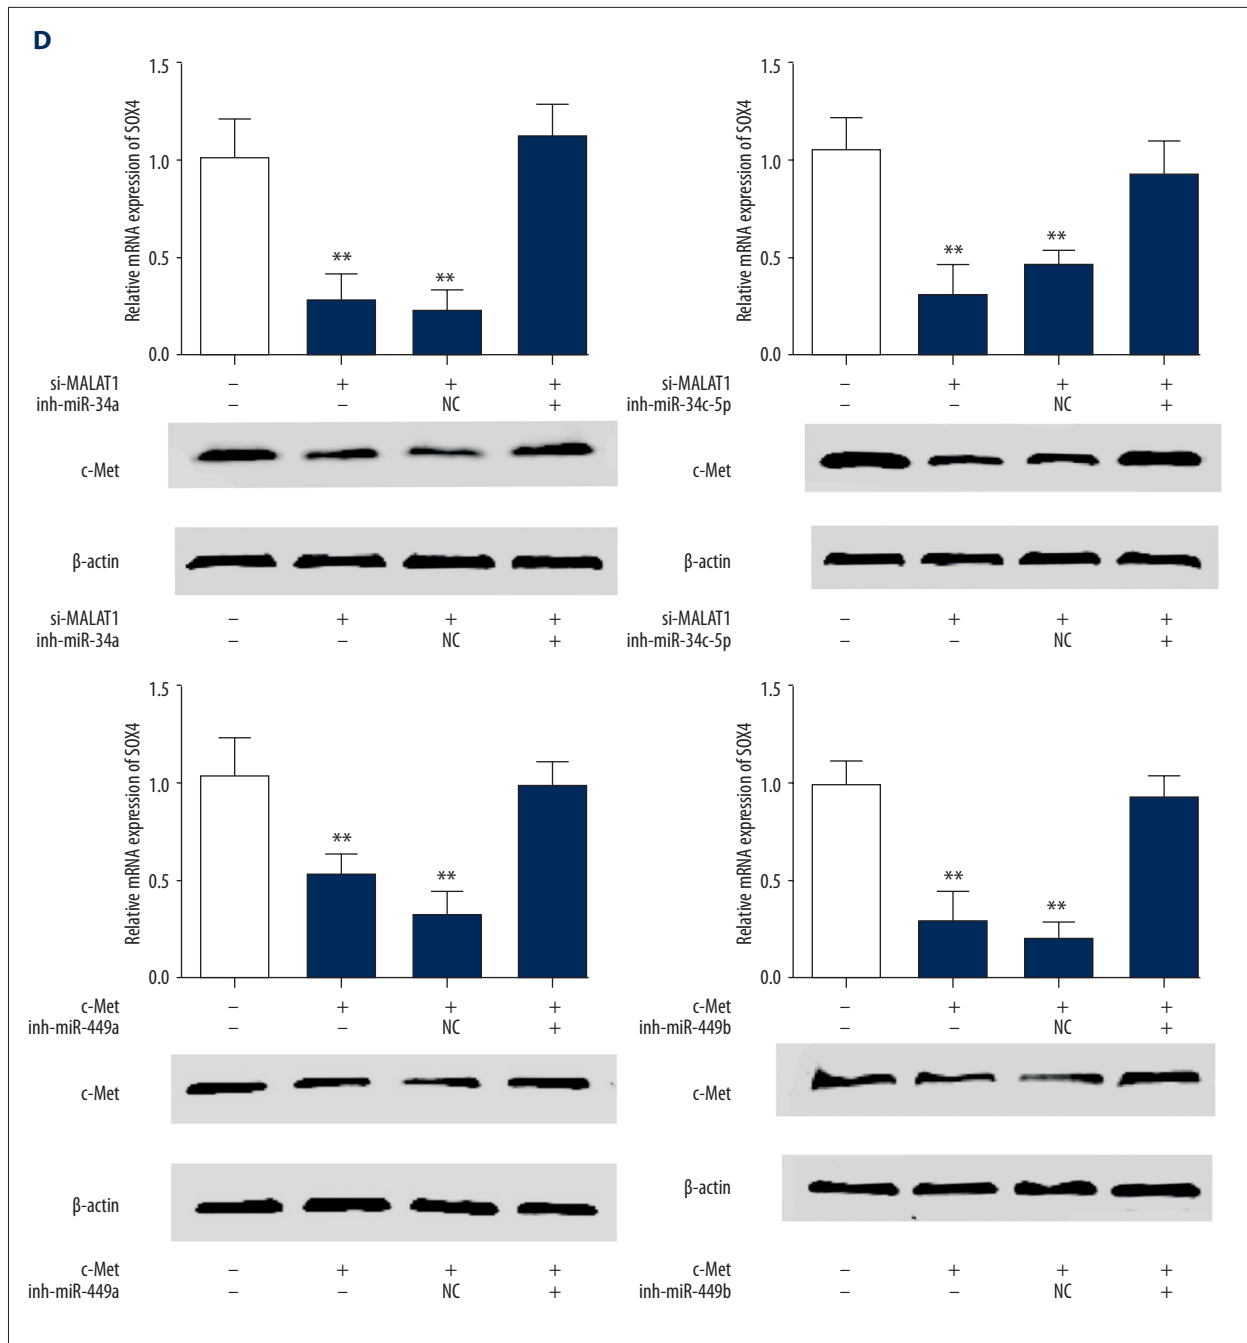 D
Relative mRNA expression of SOX4
1.5
1.0
0.5
0.0
** **
si-MALAT1 – + + +
inh-miR-34a – – NC +
c-Met
β-actin
si-MALAT1 – + + +
inh-miR-34a – – NC +
Relative mRNA expression of SOX4
1.5
1.0
0.5
0.0
** **
si-MALAT1 – + + +
inh-miR-34c-5p – – NC +
c-Met
β-actin
si-MALAT1 – + + +
inh-miR-34c-5p – – NC +
Relative mRNA expression of SOX4
1.5
1.0
0.5
0.0
** **
c-Met – + + +
inh-miR-449a – – NC +
c-Met
β-actin
c-Met – + + +
inh-miR-449a – – NC +
Relative mRNA expression of SOX4
1.5
1.0
0.5
0.0
** **
c-Met – + + +
inh-miR-449b – – NC +
c-Met
β-actin
c-Met – + + +
inh-miR-449b – – NC +